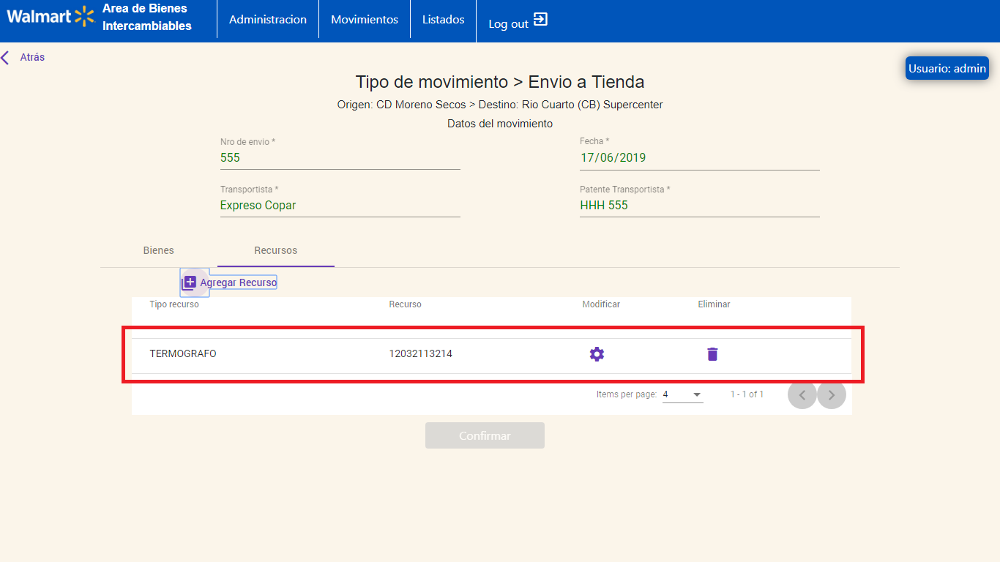 Walmart
Area de Bienes
Intercambiables
Administracion
Movimientos
Listados
Log out
Atrás
Usuario: admin
Tipo de movimiento > Envio a Tienda
Origen: CD Moreno Secos > Destino: Rio Cuarto (CB) Supercenter
Datos del movimiento
Nro de envio *
555
Fecha *
17/06/2019
Transportista *
Expreso Copar
Patente Transportista *
HHH 555
Bienes
Recursos
Agregar Recurso
Tipo recurso Recurso Modificar Eliminar
TERMOGRAFO 12032113214
Items per page: 4 1 - 1 of 1
Confirmar